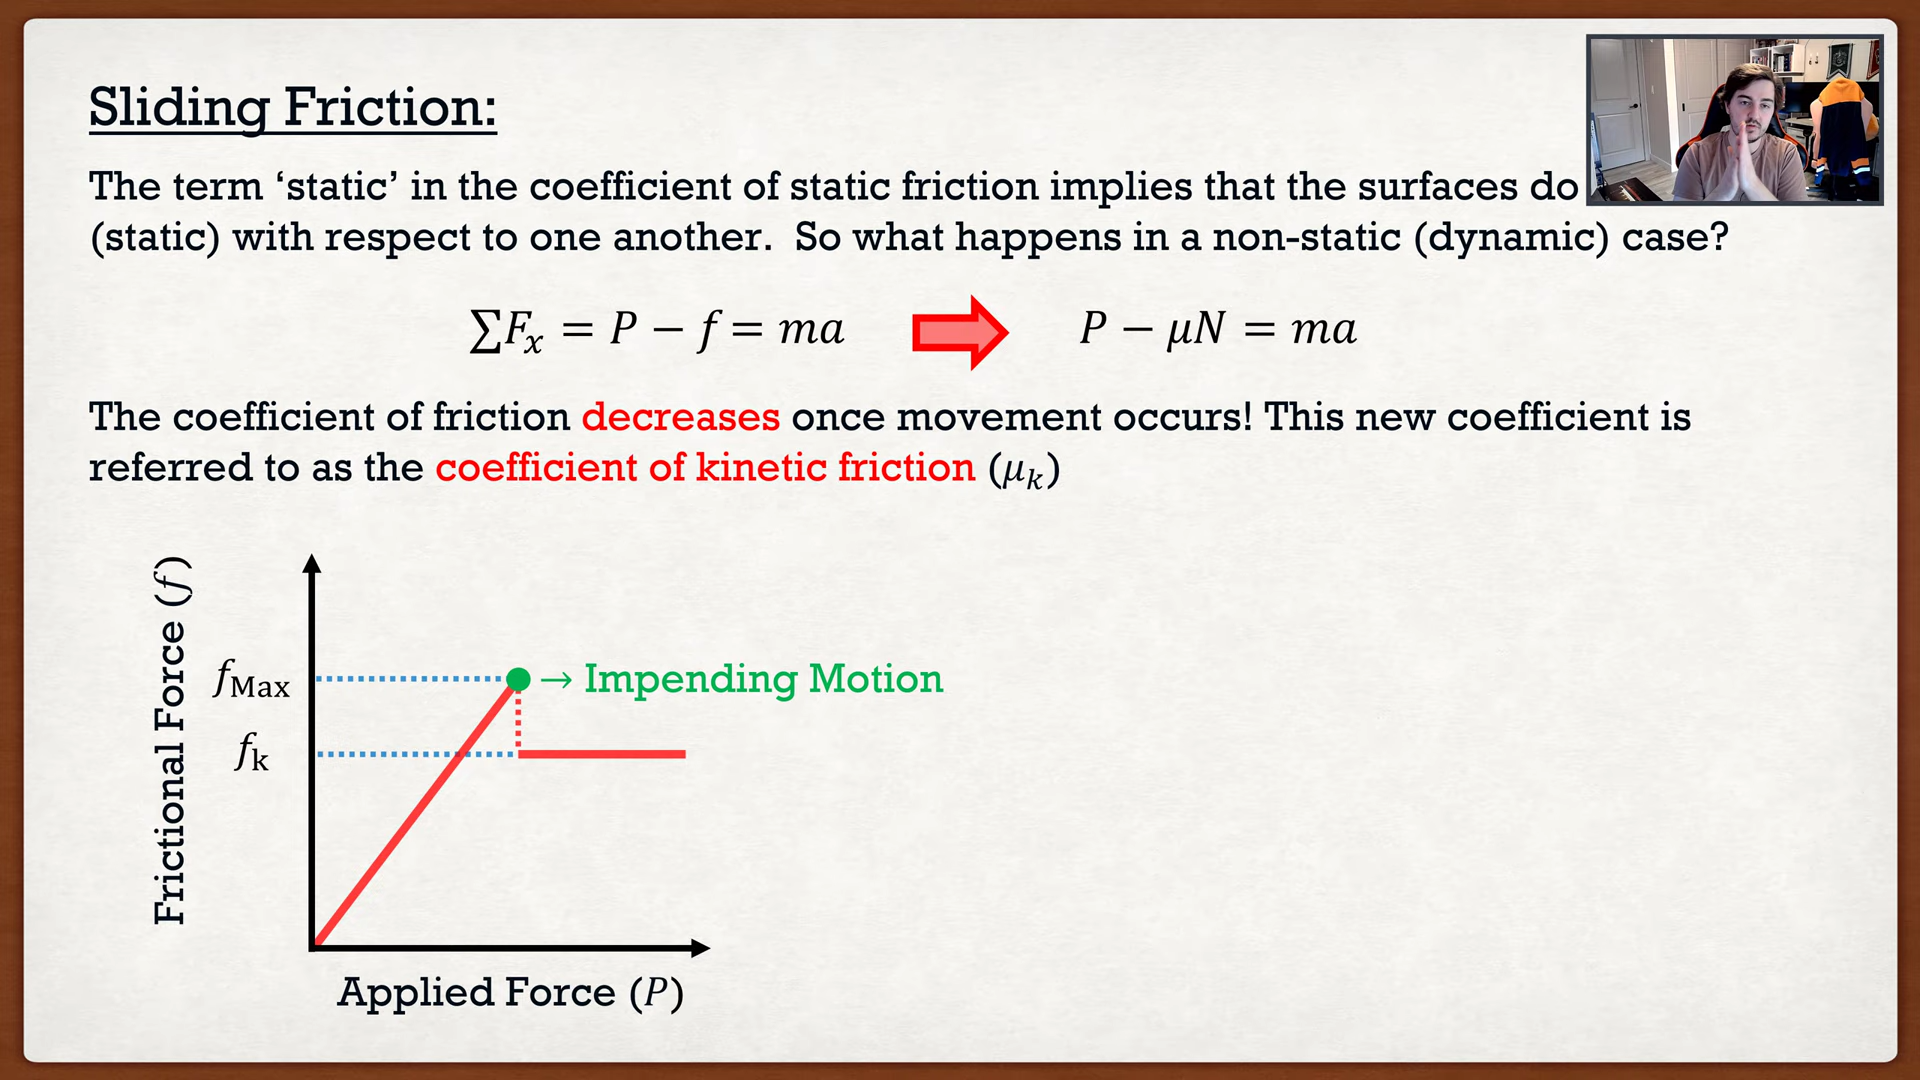 Sliding Friction:
The term ‘static’ in the coefficient of static friction implies that the surfaces do
(static) with respect to one another. So what happens in a non-static (dynamic) case?
∑Fₓ = P − f = ma P − μN = ma
The coefficient of friction decreases once movement occurs! This new coefficient is
referred to as the coefficient of kinetic friction (μₖ)
Frictional Force (f)
fMax
→ Impending Motion
fk
Applied Force (P)